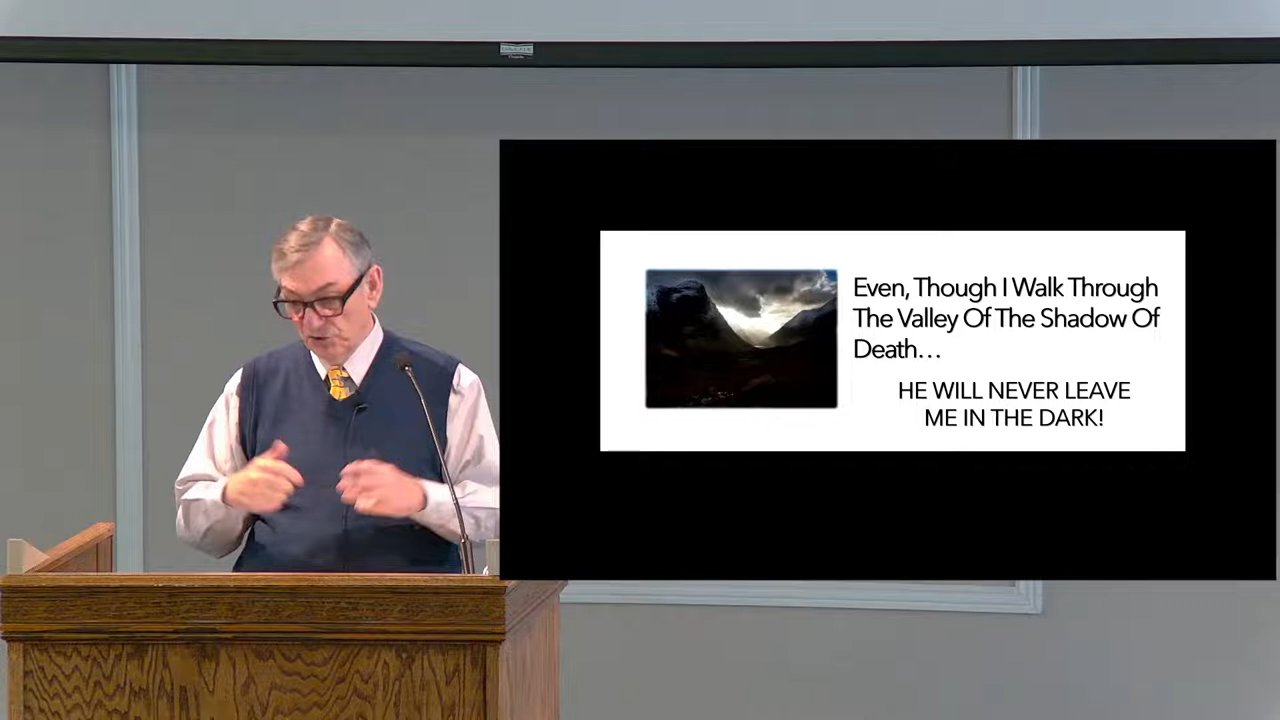 Even, Though I Walk Through
The Valley Of The Shadow Of
Death…
HE WILL NEVER LEAVE
ME IN THE DARK!